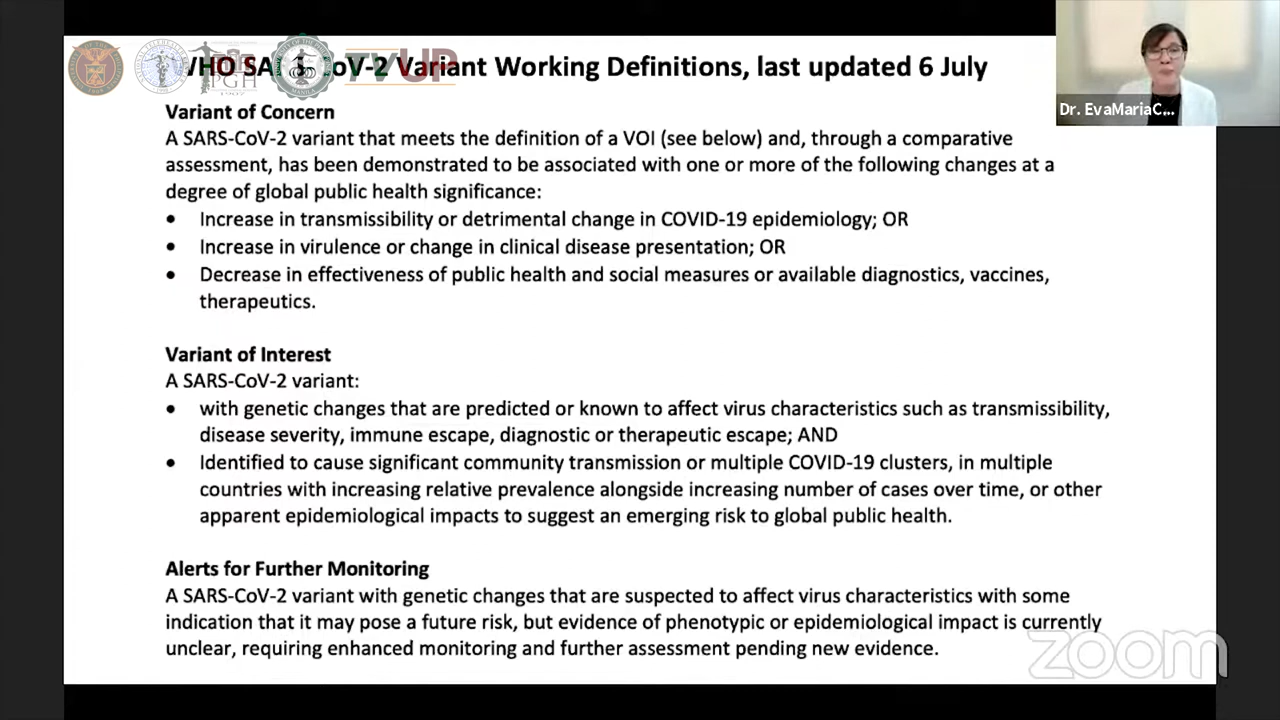 WHO SARS-CoV-2 Variant Working Definitions, last updated 6 July
TVUP
PGH
1907
MANILA
Dr. EvaMariaC...
Variant of Concern
A SARS-CoV-2 variant that meets the definition of a VOI (see below) and, through a comparative
assessment, has been demonstrated to be associated with one or more of the following changes at a
degree of global public health significance:
• Increase in transmissibility or detrimental change in COVID-19 epidemiology; OR
• Increase in virulence or change in clinical disease presentation; OR
• Decrease in effectiveness of public health and social measures or available diagnostics, vaccines,
therapeutics.
Variant of Interest
A SARS-CoV-2 variant:
• with genetic changes that are predicted or known to affect virus characteristics such as transmissibility,
disease severity, immune escape, diagnostic or therapeutic escape; AND
• Identified to cause significant community transmission or multiple COVID-19 clusters, in multiple
countries with increasing relative prevalence alongside increasing number of cases over time, or other
apparent epidemiological impacts to suggest an emerging risk to global public health.
Alerts for Further Monitoring
A SARS-CoV-2 variant with genetic changes that are suspected to affect virus characteristics with some
indication that it may pose a future risk, but evidence of phenotypic or epidemiological impact is currently
unclear, requiring enhanced monitoring and further assessment pending new evidence.
zoom